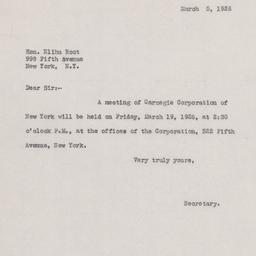 March 5, 1926
Hon. Elihu Root
998 Fifth Avenue
New York, N.Y.
Dear Sir:-
A meeting of Carnegie Corporation of
New York will be held on Friday, March 19, 1926, at 2:30
o'clock P.M., at the offices of the Corporation, 522 Fifth
Avenue, New York.
Very truly yours,
Secretary.